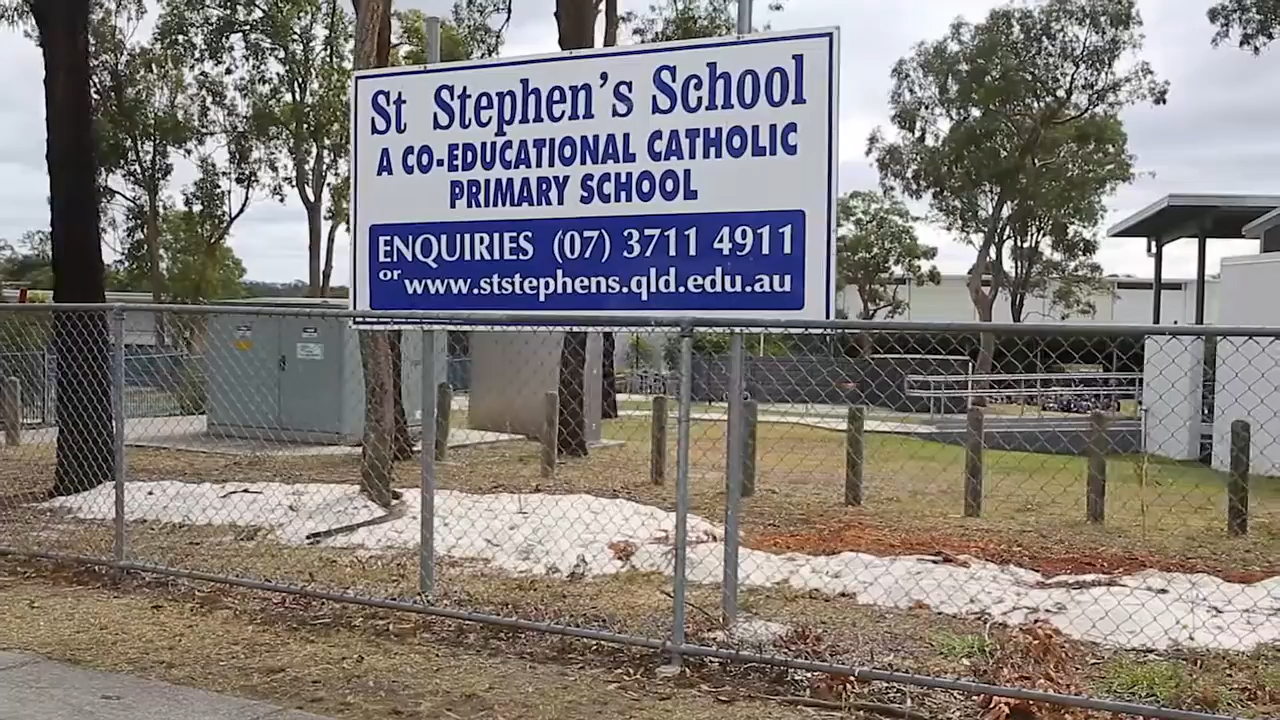 St Stephen's School
A CO-EDUCATIONAL CATHOLIC
PRIMARY SCHOOL
ENQUIRIES (07) 3711 4911
or www.ststephens.qld.edu.au